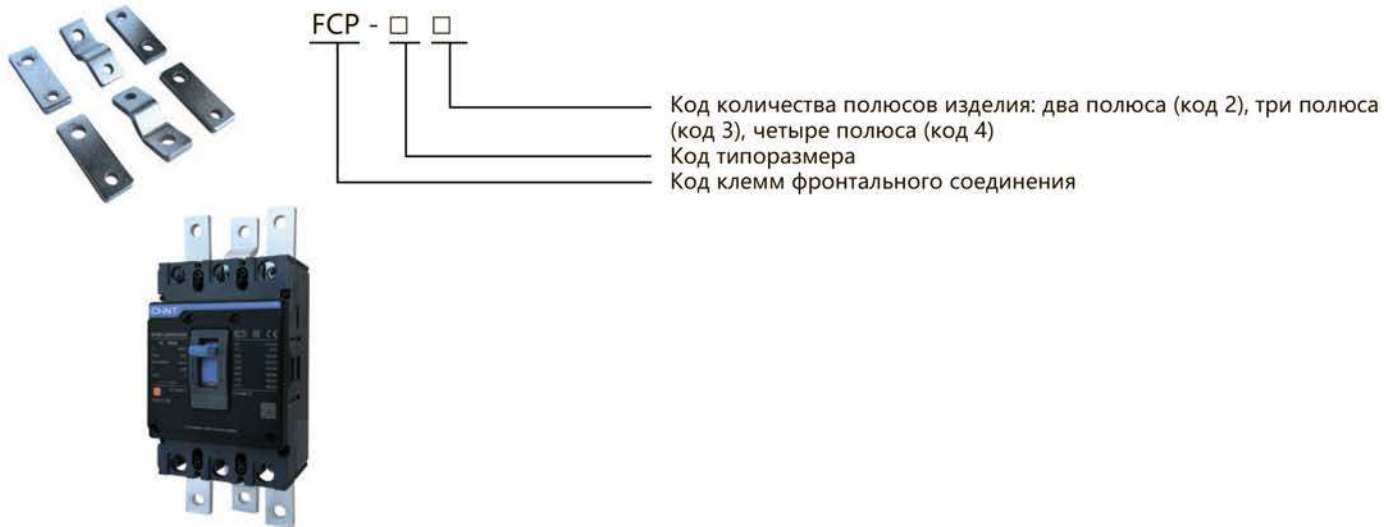 FCP - □ □
Код количества полюсов изделия: два полюса (код 2), три полюса
(код 3), четыре полюса (код 4)
Код типоразмера
Код клемм фронтального соединения
CHNT